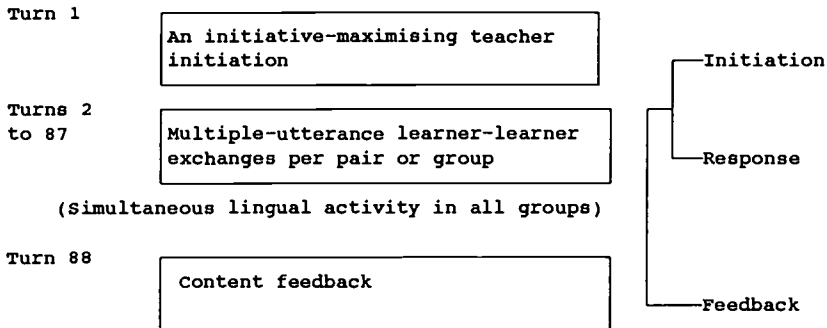 Turn 1
An initiative-maximising teacher
initiation
Initiation
Turns 2
to 87
Multiple-utterance learner-learner
exchanges per pair or group
Response
(Simultaneous lingual activity in all groups)
Turn 88
Content feedback
Feedback